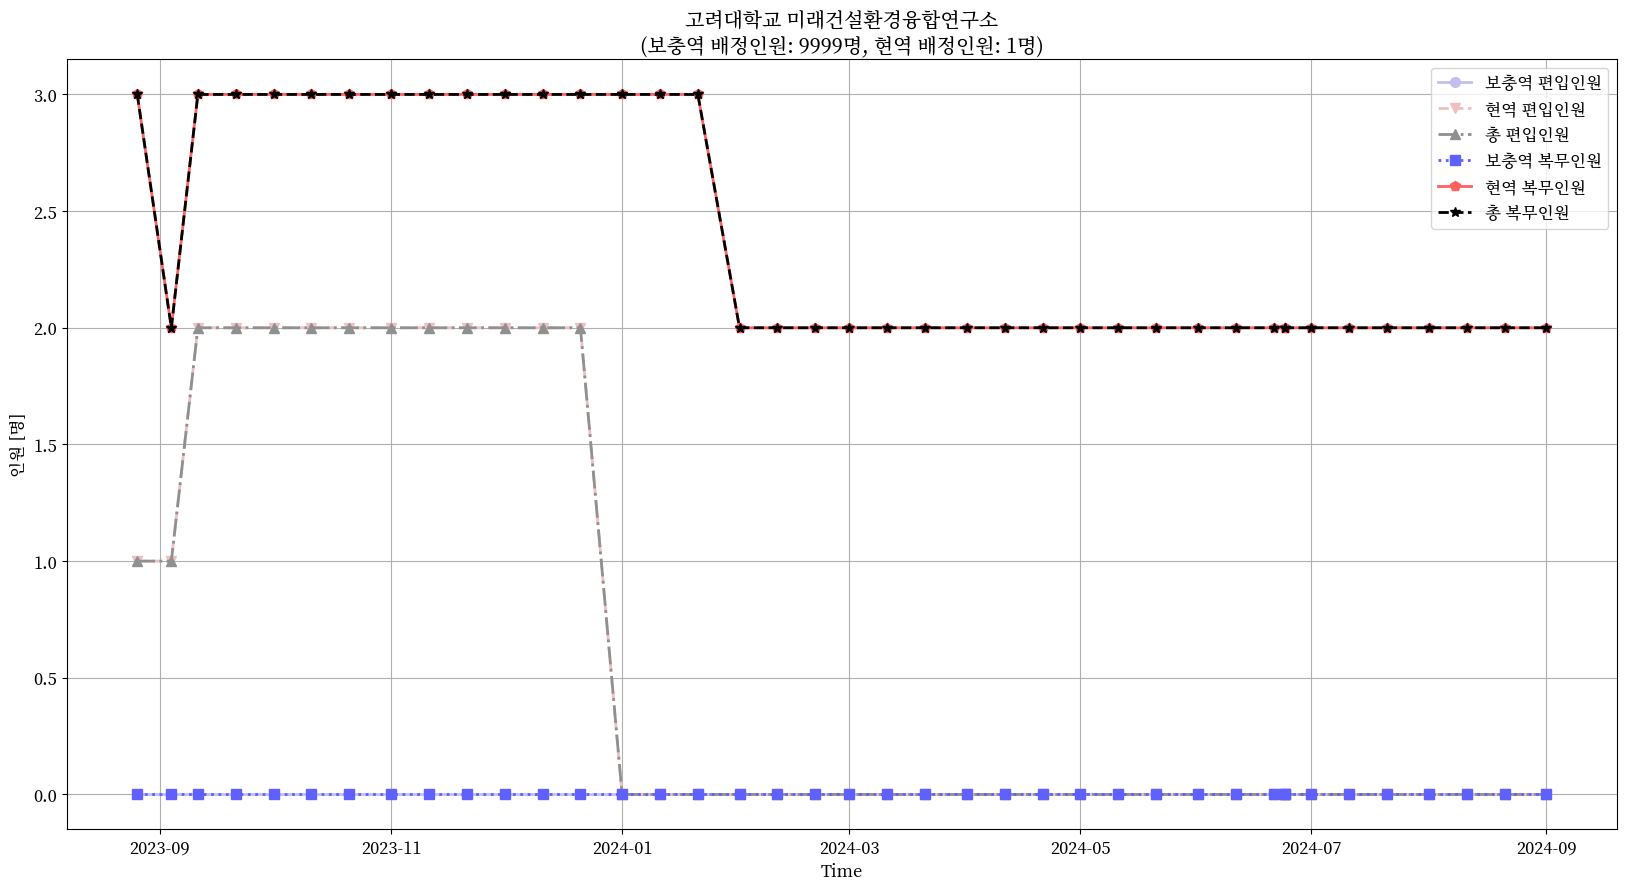 고려대학교 미래건설환경융합연구소
(보충역 배정인원: 9999명, 현역 배정인원: 1명)
보충역 편입인원
현역 편입인원
총 편입인원
보충역 복무인원
현역 복무인원
총 복무인원
인원 [명]
3.0
2.5
2.0
1.5
1.0
0.5
0.0
2023-09
2023-11
2024-01
2024-03
2024-05
2024-07
2024-09
Time